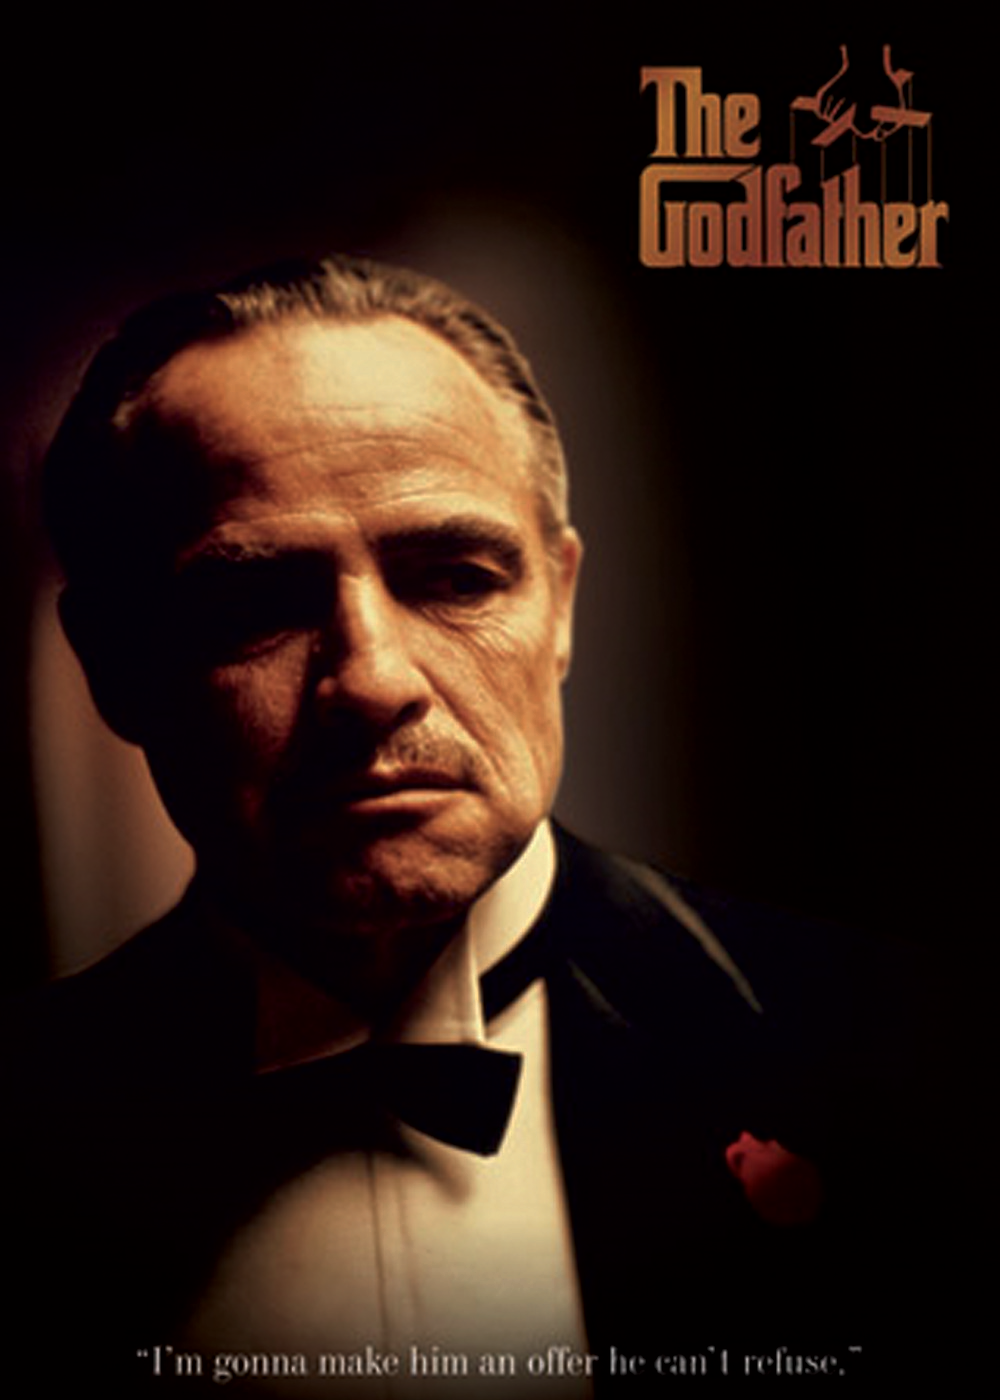 The
Godfather
“I'm gonna make him an offer he can't refuse.”